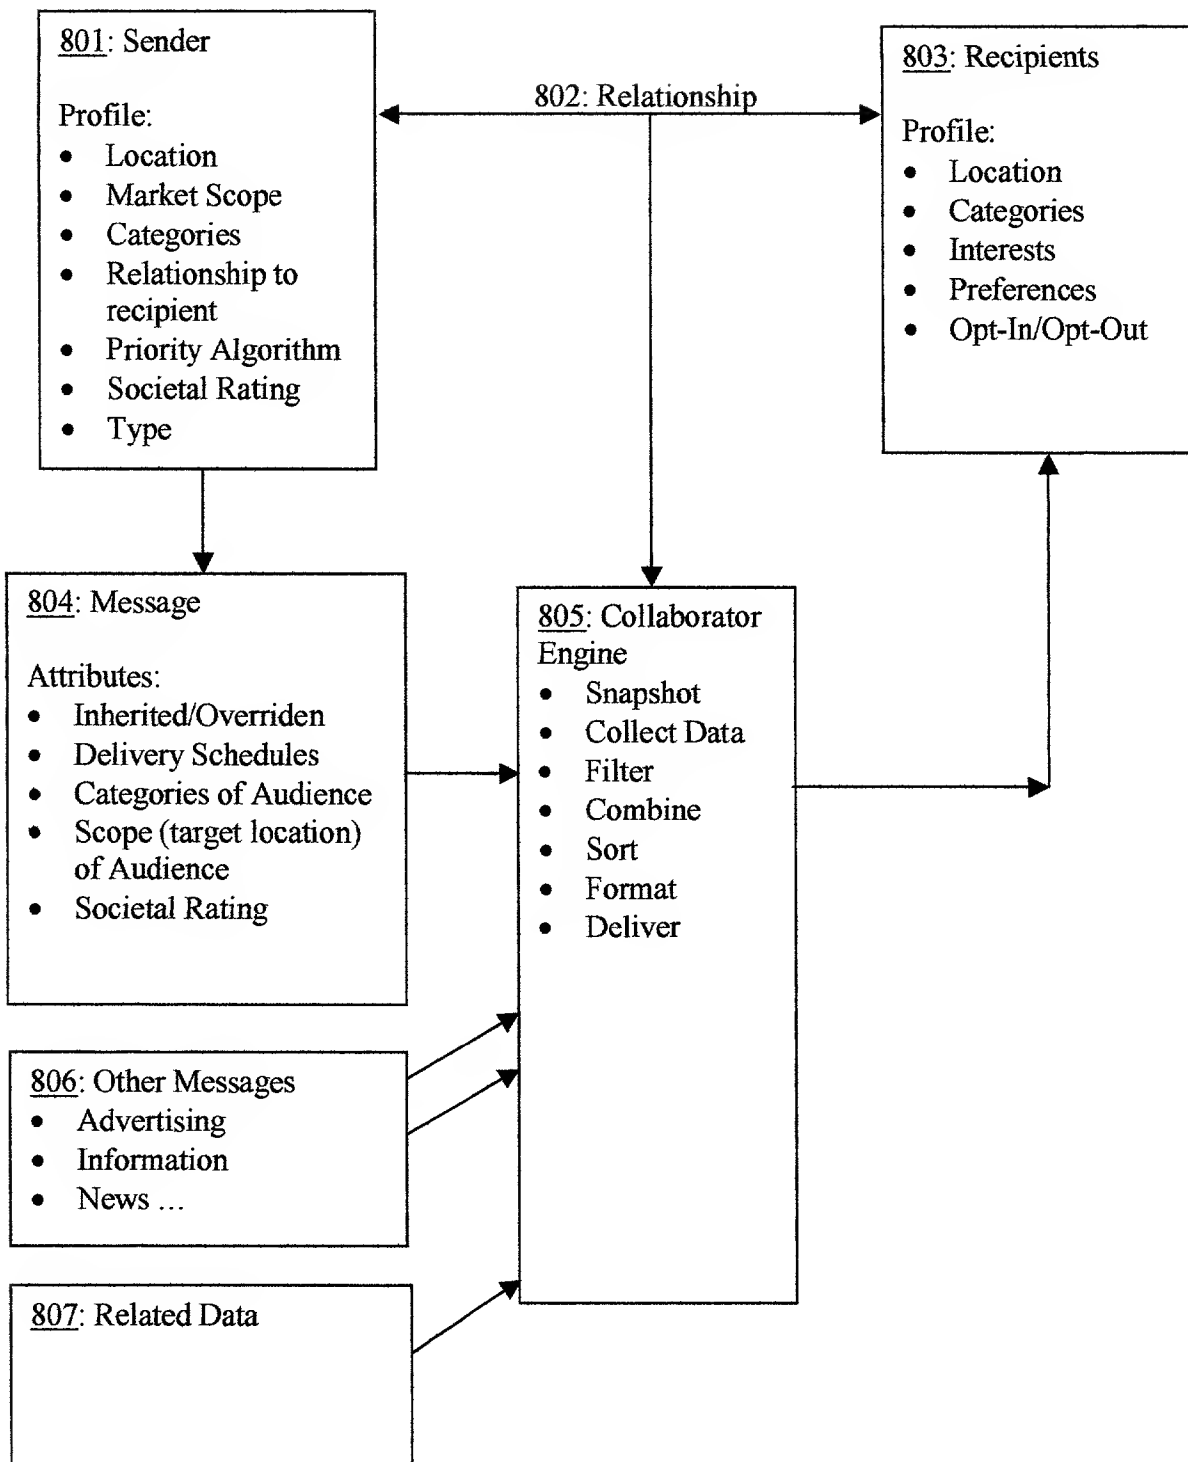 801: Sender
Profile:
• Location
• Market Scope
• Categories
• Relationship to
recipient
• Priority Algorithm
• Societal Rating
• Type
802: Relationship
803: Recipients
Profile:
• Location
• Categories
• Interests
• Preferences
• Opt-In/Opt-Out
804: Message
Attributes:
• Inherited/Overriden
• Delivery Schedules
• Categories of Audience
• Scope (target location)
of Audience
• Societal Rating
805: Collaborator
Engine
• Snapshot
• Collect Data
• Filter
• Combine
• Sort
• Format
• Deliver
806: Other Messages
• Advertising
• Information
• News ...
807: Related Data